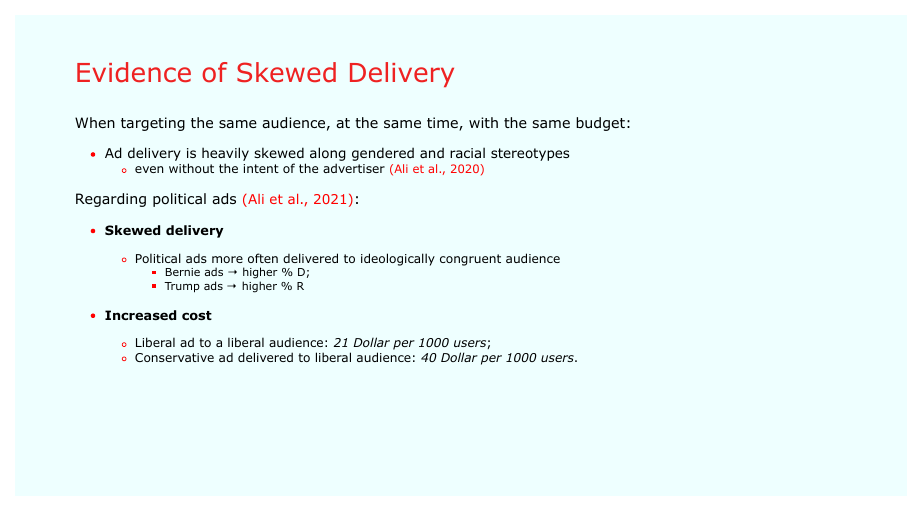 Evidence of Skewed Delivery
When targeting the same audience, at the same time, with the same budget:
• Ad delivery is heavily skewed along gendered and racial stereotypes
◦ even without the intent of the advertiser (Ali et al., 2020)
Regarding political ads (Ali et al., 2021):
• Skewed delivery
◦ Political ads more often delivered to ideologically congruent audience
▪ Bernie ads → higher % D;
▪ Trump ads → higher % R
• Increased cost
◦ Liberal ad to a liberal audience: 21 Dollar per 1000 users;
◦ Conservative ad delivered to liberal audience: 40 Dollar per 1000 users.